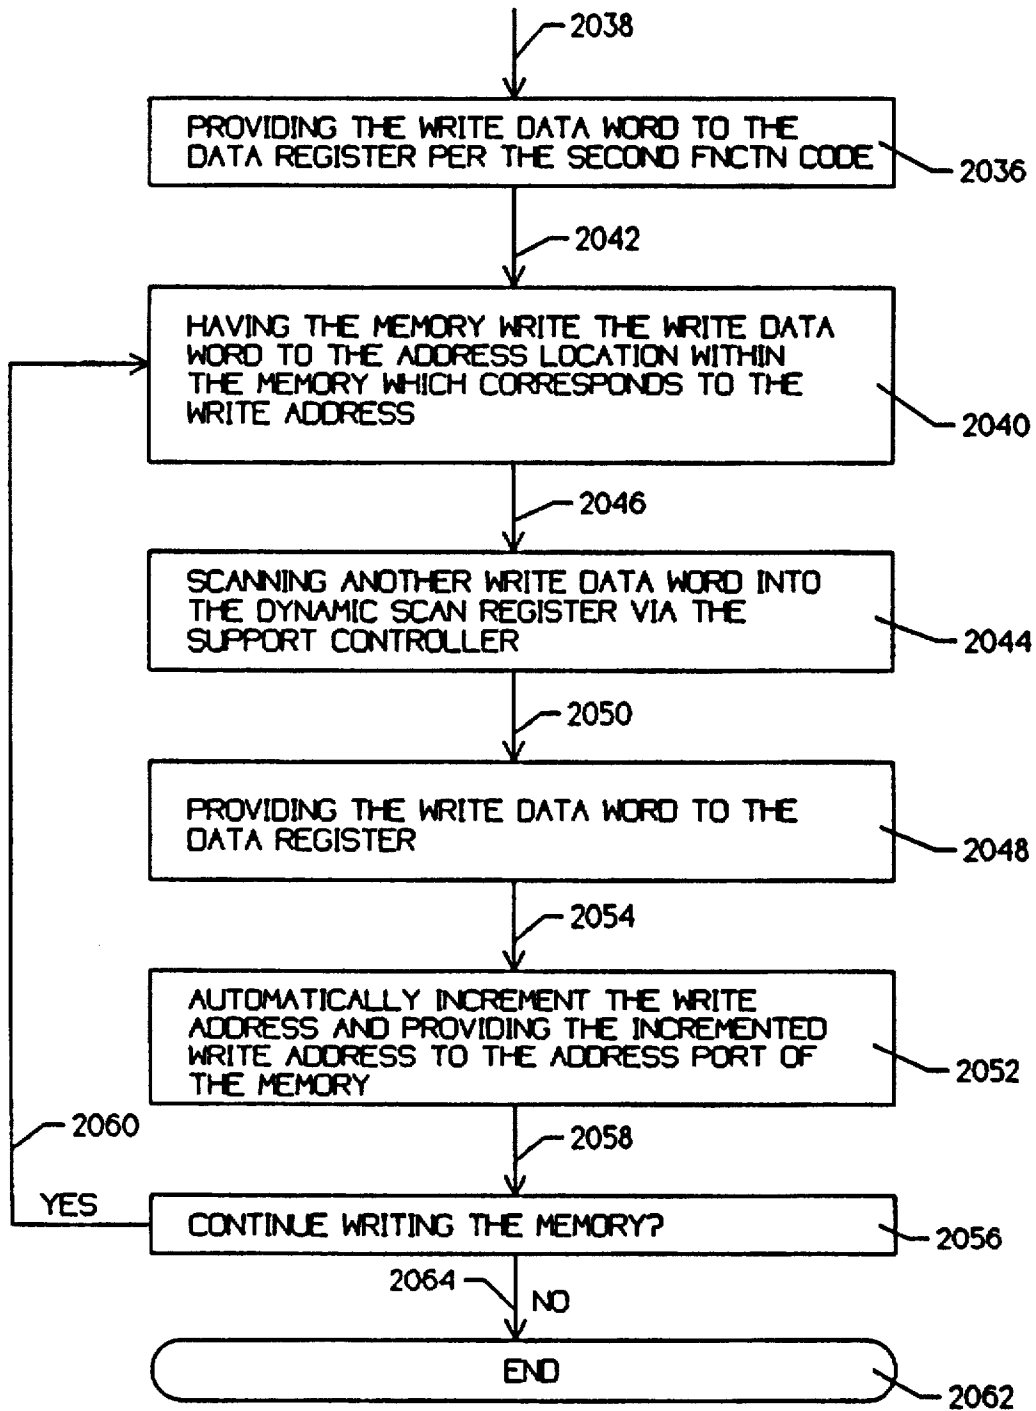 2038
PROVIDING THE WRITE DATA WORD TO THE
DATA REGISTER PER THE SECOND FNCTN CODE
2036
2042
HAVING THE MEMORY WRITE THE WRITE DATA
WORD TO THE ADDRESS LOCATION WITHIN
THE MEMORY WHICH CORRESPONDS TO THE
WRITE ADDRESS
2040
2046
SCANNING ANOTHER WRITE DATA WORD INTO
THE DYNAMIC SCAN REGISTER VIA THE
SUPPORT CONTROLLER
2044
2050
PROVIDING THE WRITE DATA WORD TO THE
DATA REGISTER
2048
2054
AUTOMATICALLY INCREMENT THE WRITE
ADDRESS AND PROVIDING THE INCREMENTED
WRITE ADDRESS TO THE ADDRESS PORT OF
THE MEMORY
2052
2060
2058
YES
CONTINUE WRITING THE MEMORY?
2056
2064
NO
END
2062